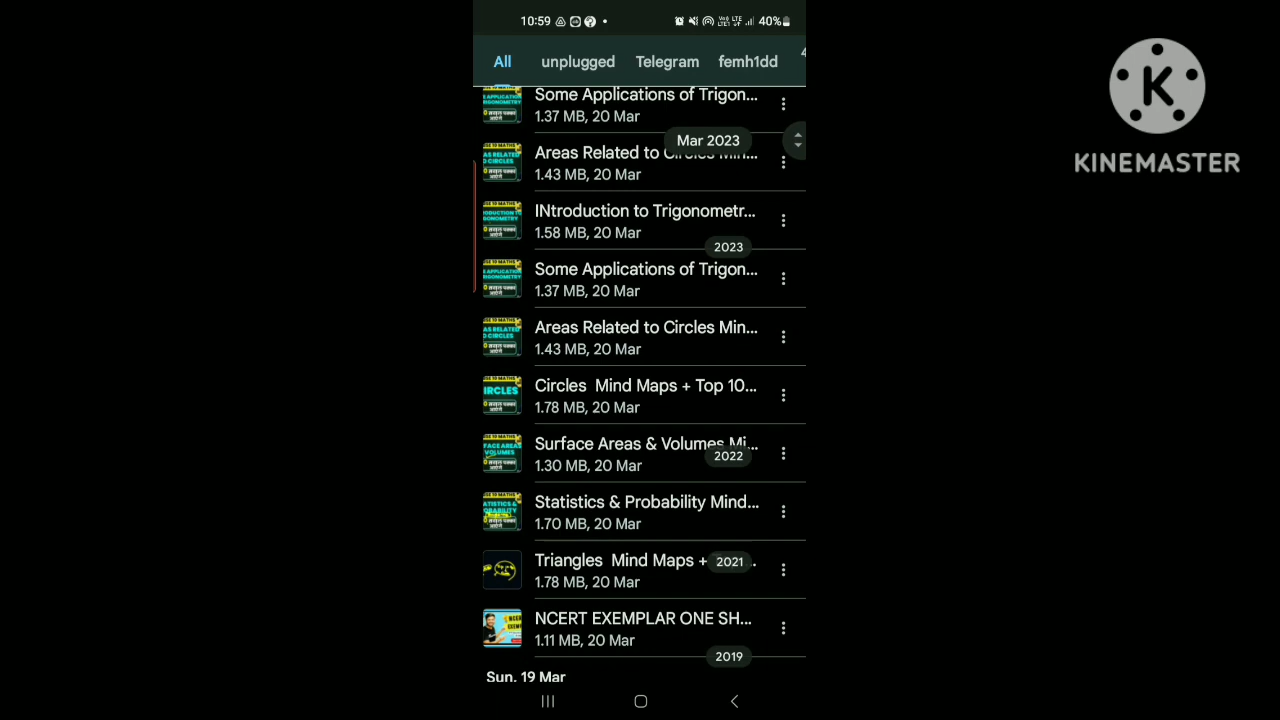 10:59
40%
All unplugged Telegram femh1dd
Some Applications of Trigon...
1.37 MB, 20 Mar
Mar 2023
Areas Related to Circles Min...
1.43 MB, 20 Mar
INtroduction to Trigonometr...
1.58 MB, 20 Mar
2023
Some Applications of Trigon...
1.37 MB, 20 Mar
Areas Related to Circles Min...
1.43 MB, 20 Mar
Circles Mind Maps + Top 10...
1.78 MB, 20 Mar
Surface Areas & Volumes Mi...
2022
1.30 MB, 20 Mar
Statistics & Probability Mind...
1.70 MB, 20 Mar
Triangles Mind Maps +
2021
1.78 MB, 20 Mar
NCERT EXEMPLAR ONE SH...
1.11 MB, 20 Mar
2019
Sun, 19 Mar
K
KINEMASTER